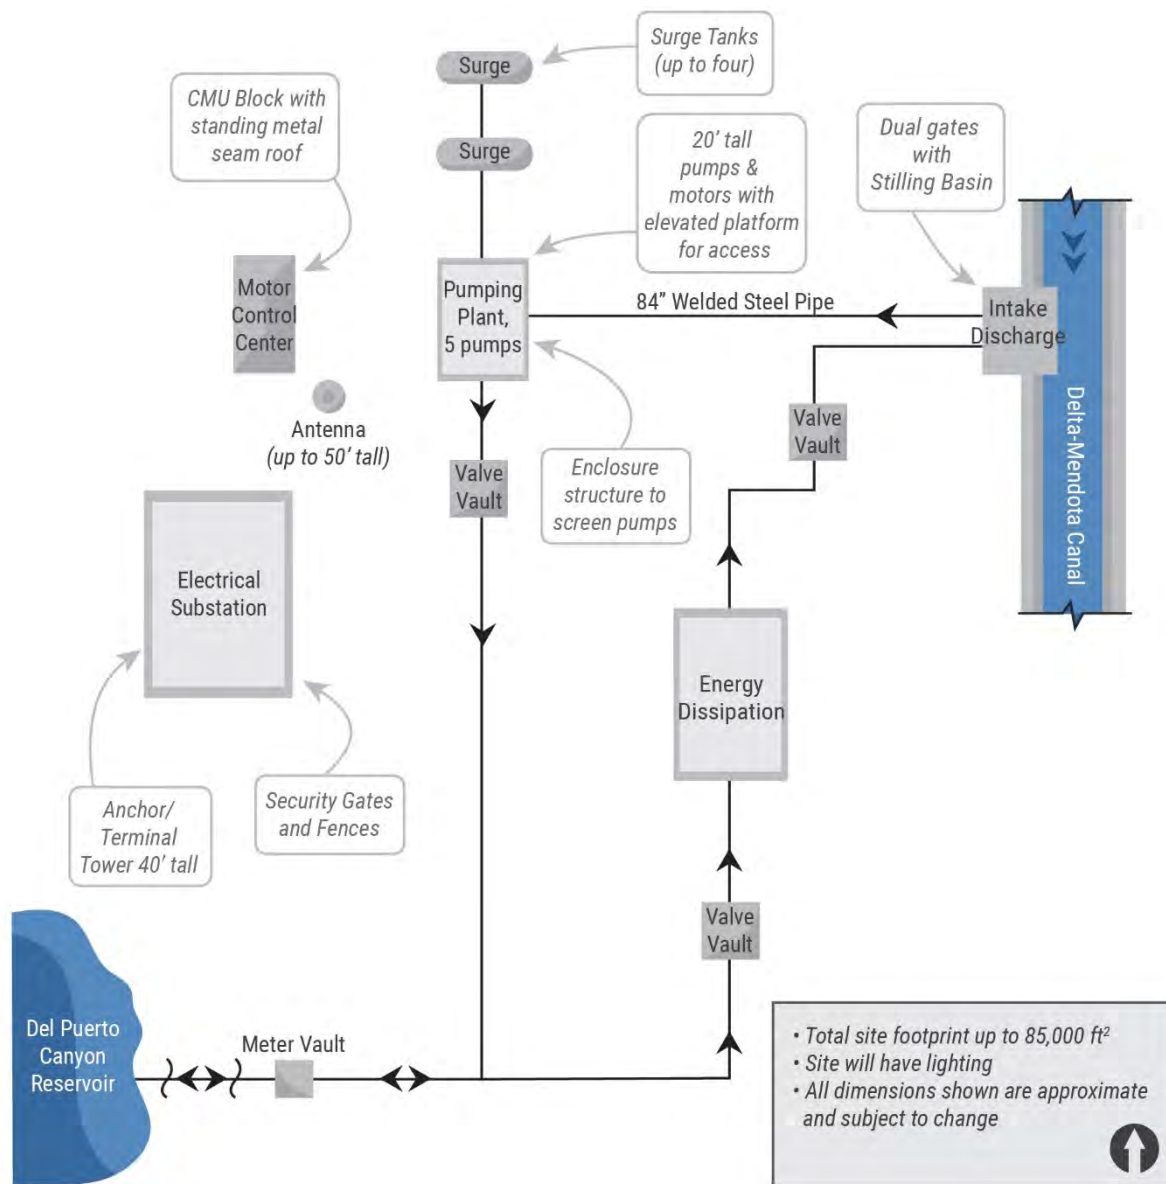 Surge
Surge Tanks
(up to four)
CMU Block with
standing metal
seam roof
Surge
20' tall
pumps &
motors with
elevated platform
for access
Dual gates
with
Stilling Basin
Motor
Control
Center
Pumping
Plant,
5 pumps
84” Welded Steel Pipe
Intake
Discharge
Delta-Mendota Canal
Antenna
(up to 50' tall)
Valve
Vault
Valve
Vault
Enclosure
structure to
screen pumps
Electrical
Substation
Energy
Dissipation
Anchor/
Terminal
Tower 40' tall
Security Gates
and Fences
Valve
Vault
Del Puerto
Canyon
Reservoir
Meter Vault
• Total site footprint up to 85,000 ft²
• Site will have lighting
• All dimensions shown are approximate
and subject to change